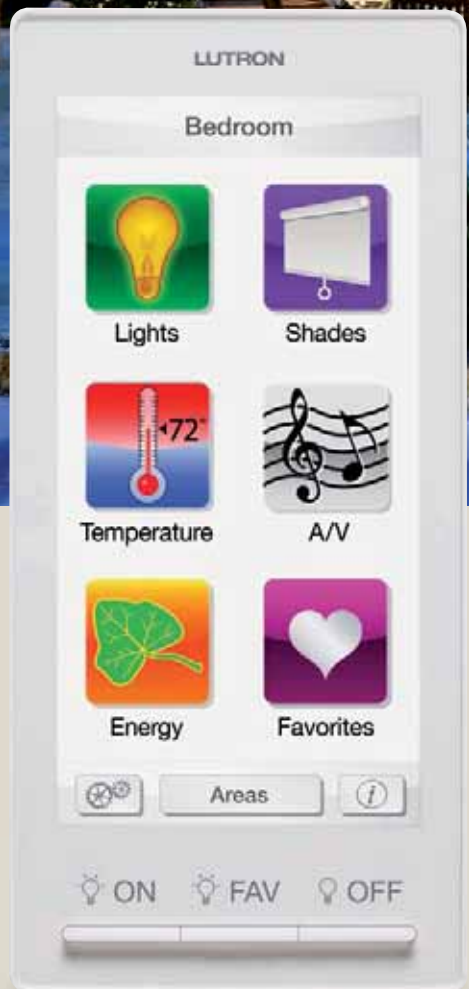 LUTRON
Bedroom
Lights Shades
72°
Temperature A/V
Energy Favorites
Areas i
ON FAV OFF